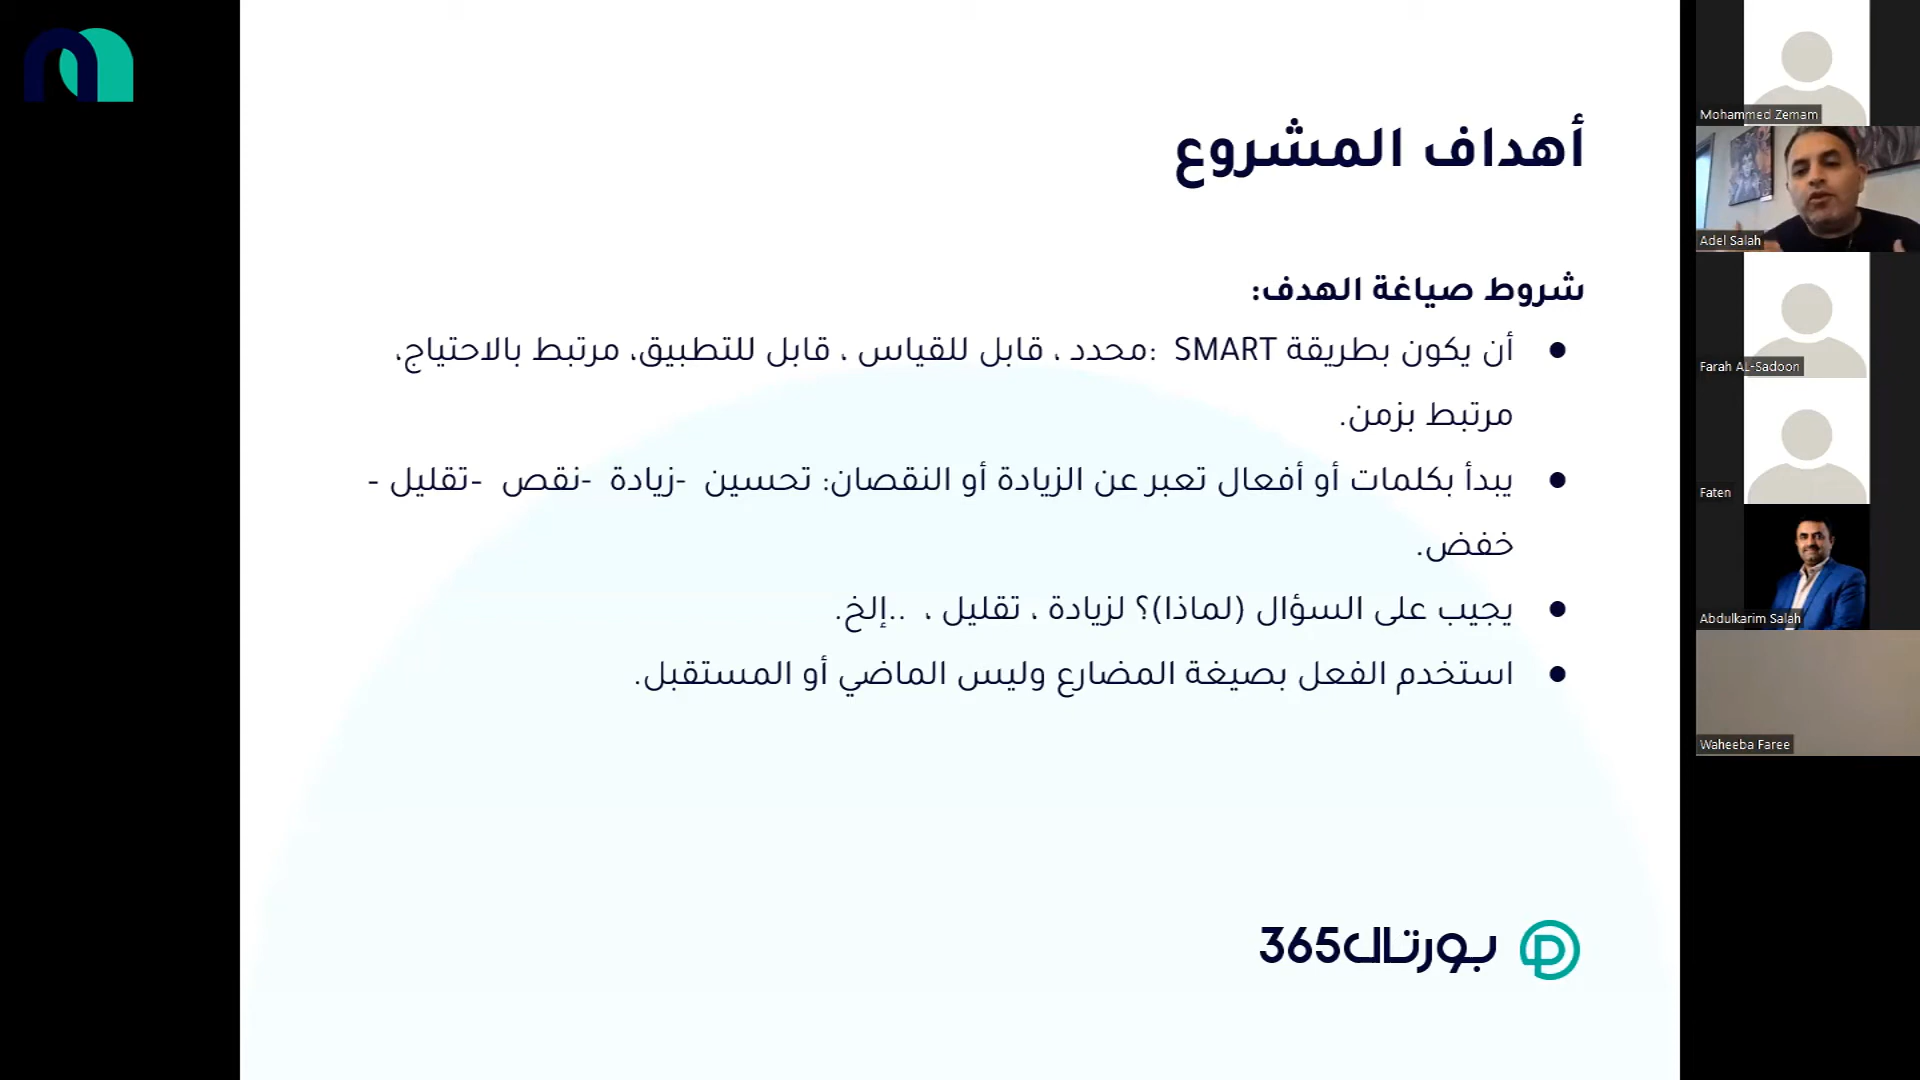 أهداف المشروع
شروط صياغة الهدف:
● أن يكون بطريقة SMART :محدد ، قابل للقياس ، قابل للتطبيق، مرتبط بالاحتياج،
مرتبط بزمن.
● يبدأ بكلمات أو أفعال تعبر عن الزيادة أو النقصان: تحسين -زيادة -نقص -تقليل -
خفض.
● يجيب على السؤال (لماذا)؟ لزيادة ، تقليل ، ..إلخ.
● استخدم الفعل بصيغة المضارع وليس الماضي أو المستقبل.
بورتال365
Mohammed Zemam
Adel Salah
Farah AL-Sadoon
Faten
Abdulkarim Salah
Waheeba Faree